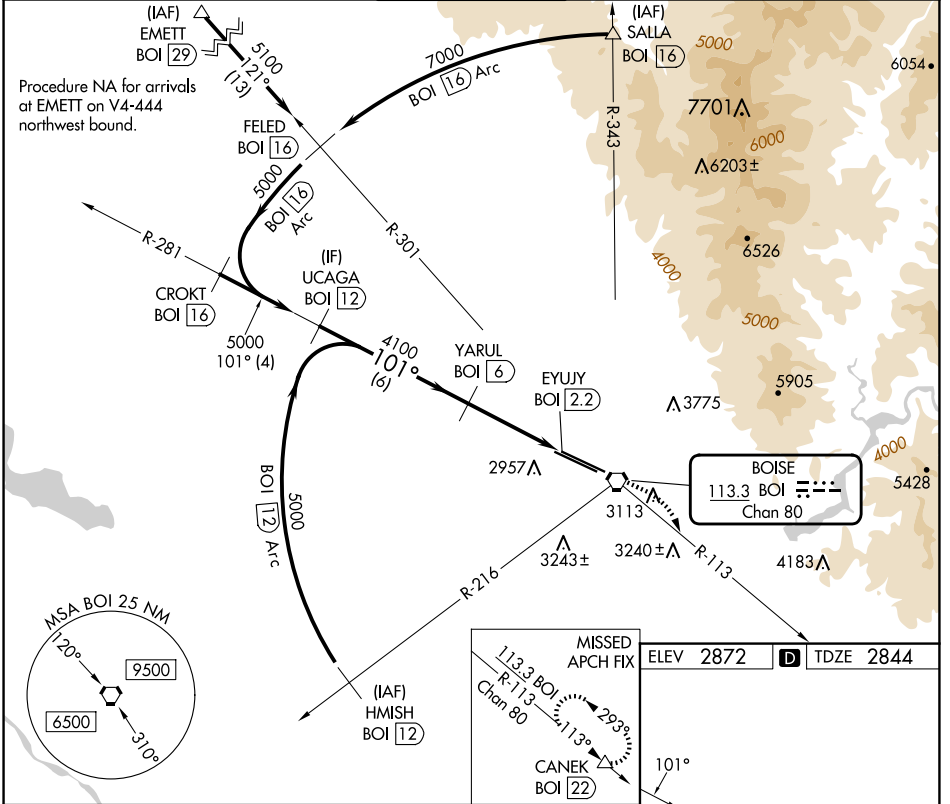 (IAF)
EMETT
BOI 29
5100
121°
(13)
Procedure NA for arrivals
at EMETT on V4-444
northwest bound.
7000
BOI 16 Arc
(IAF)
SALLA
BOI 16
R-343
5000
6054
7701
6000
6203±
6526
4000
5000
5905
3775
4000
5428
FELED
BOI 16
5000
BOI 16
Arc
R-301
R-281
CROKT
BOI 16
5000
101° (4)
(IF)
UCAGA
BOI 12
4100
101°
(6)
YARUL
BOI 6
EYUJY
BOI 2.2
2957
3113
BOISE
113.3 BOI
Chan 80
3243±
3240±
4183
R-113
R-216
BOI 12 Arc
5000
(IAF)
HMISH
BOI 12
MSA BOI 25 NM
120°
9500
6500
310°
MISSED
APCH FIX
113.3 BOI
R-113
Chan 80
293°
113°
CANEK
BOI 22
ELEV 2872 D TDZE 2844
101°